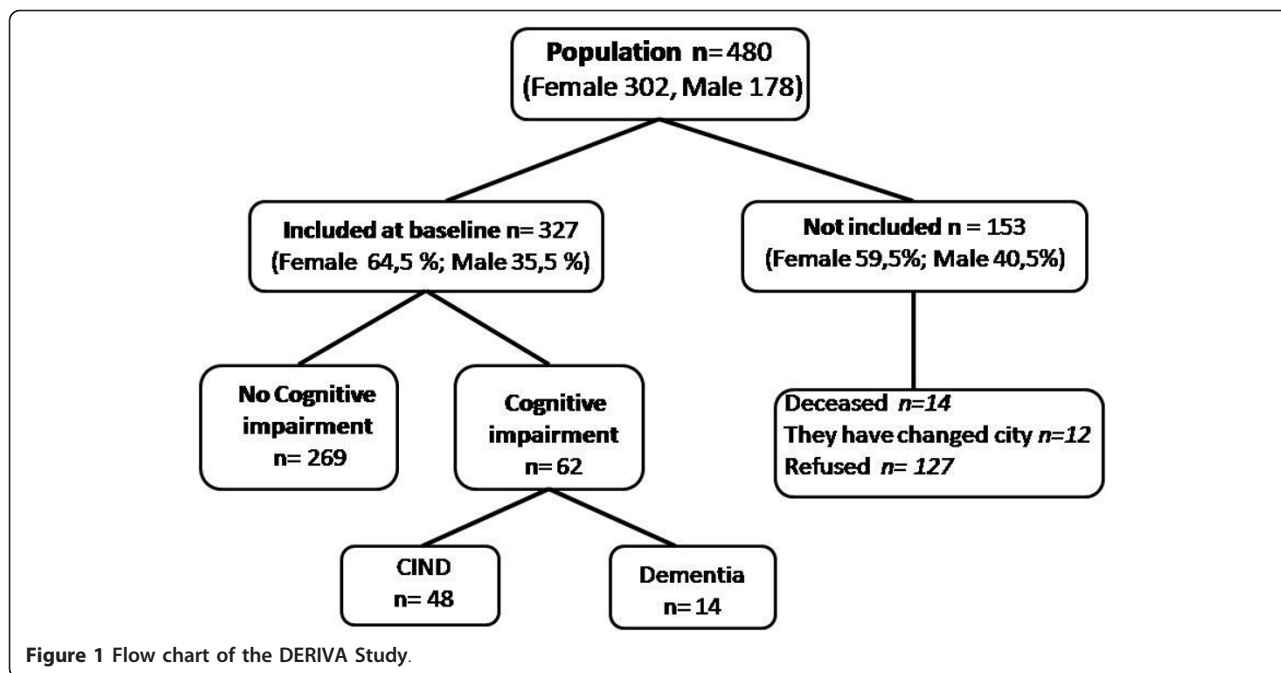 Population n= 480
(Female 302, Male 178)
Included at baseline n= 327
(Female 64,5 %; Male 35,5 %)
Not included n = 153
(Female 59,5%; Male 40,5%)
No Cognitive
impairment
n= 269
Cognitive
impairment
n= 62
Deceased n=14
They have changed city n=12
Refused n= 127
CIND
n= 48
Dementia
n= 14
Figure 1 Flow chart of the DERIVA Study.